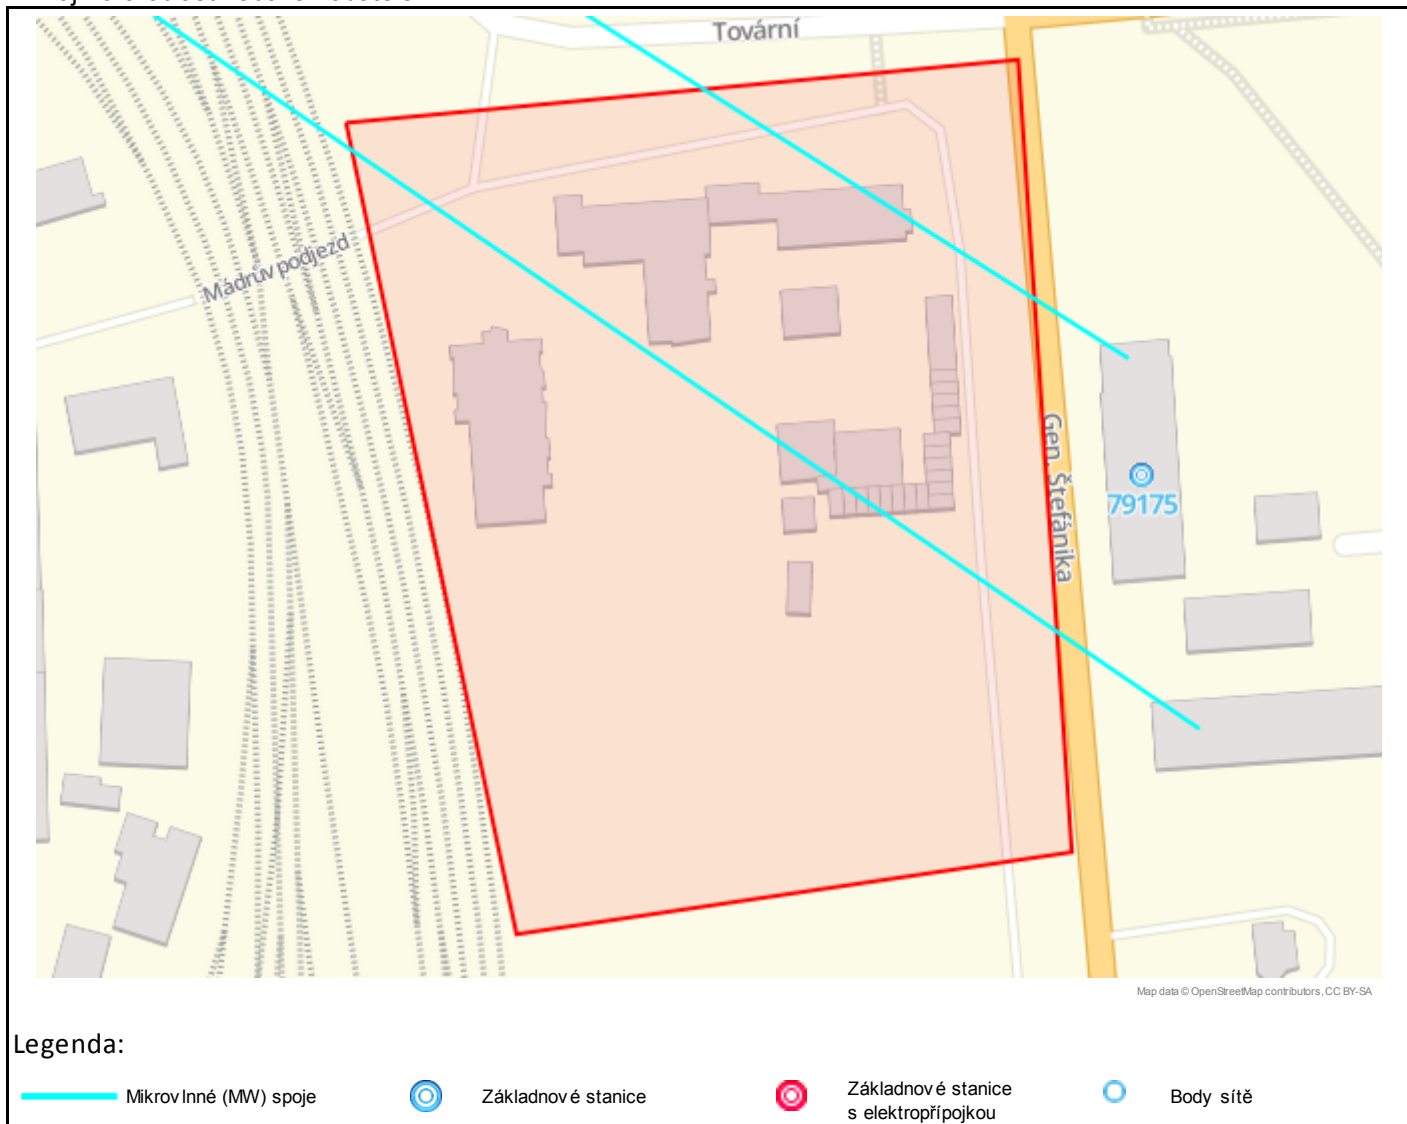 Tovární
Mádrův podjezd
Gen. Štefánika
79175
Map data © OpenStreetMap contributors, CC BY-SA
Legenda:
Mikrovlnné (MW) spoje
Základnové stanice
Základnové stanice
s elektropřípojkou
Body sítě